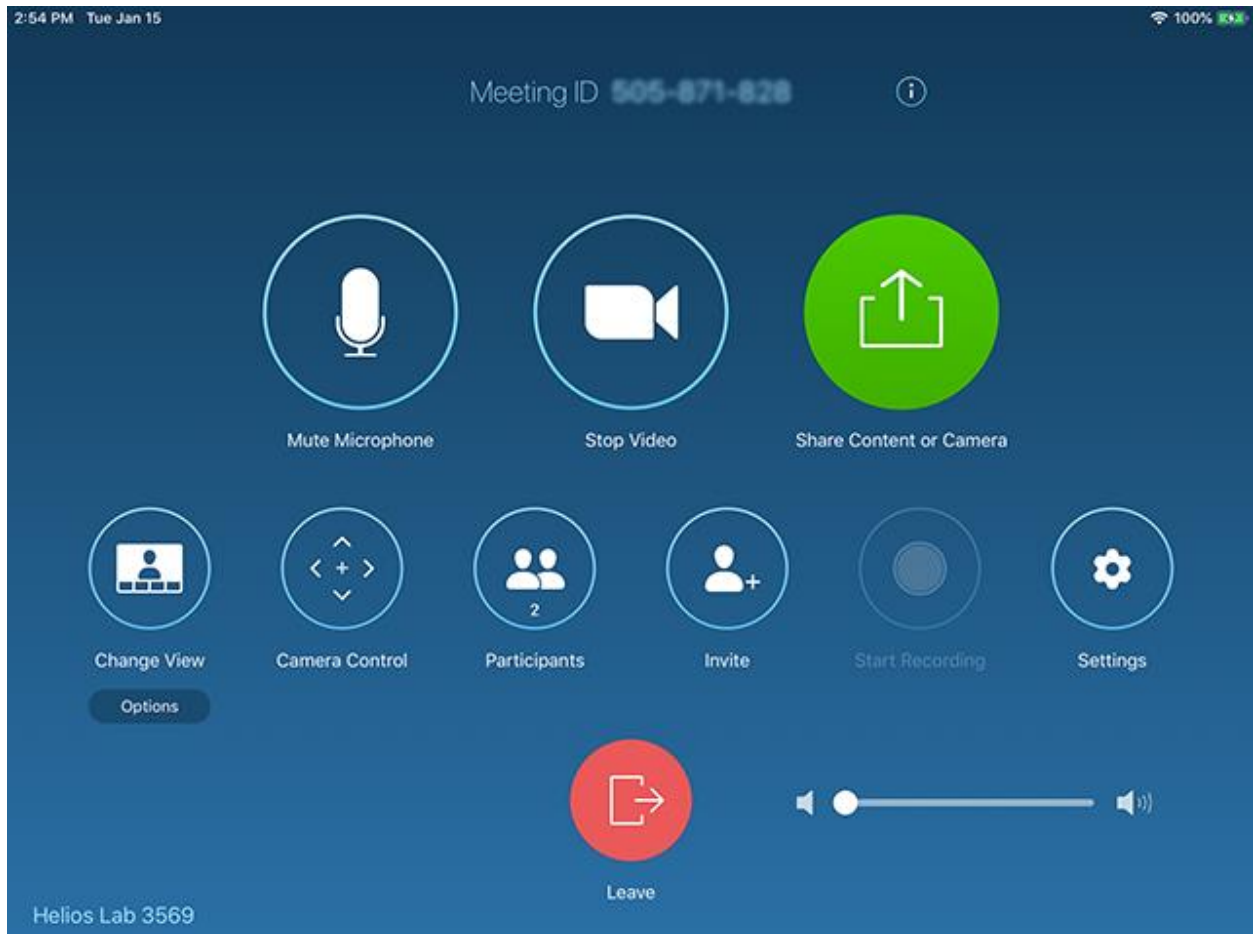 2:54 PM Tue Jan 15
100%
Meeting ID
Mute Microphone
Stop Video
Share Content or Camera
2
Change View
Camera Control
Participants
Invite
Start Recording
Settings
Options
Leave
Helios Lab 3569